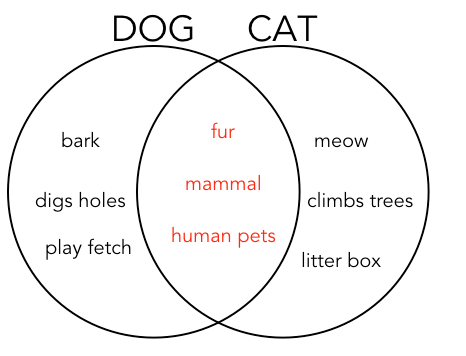 DOG
CAT
bark
digs holes
play fetch
fur
mammal
human pets
meow
climbs trees
litter box